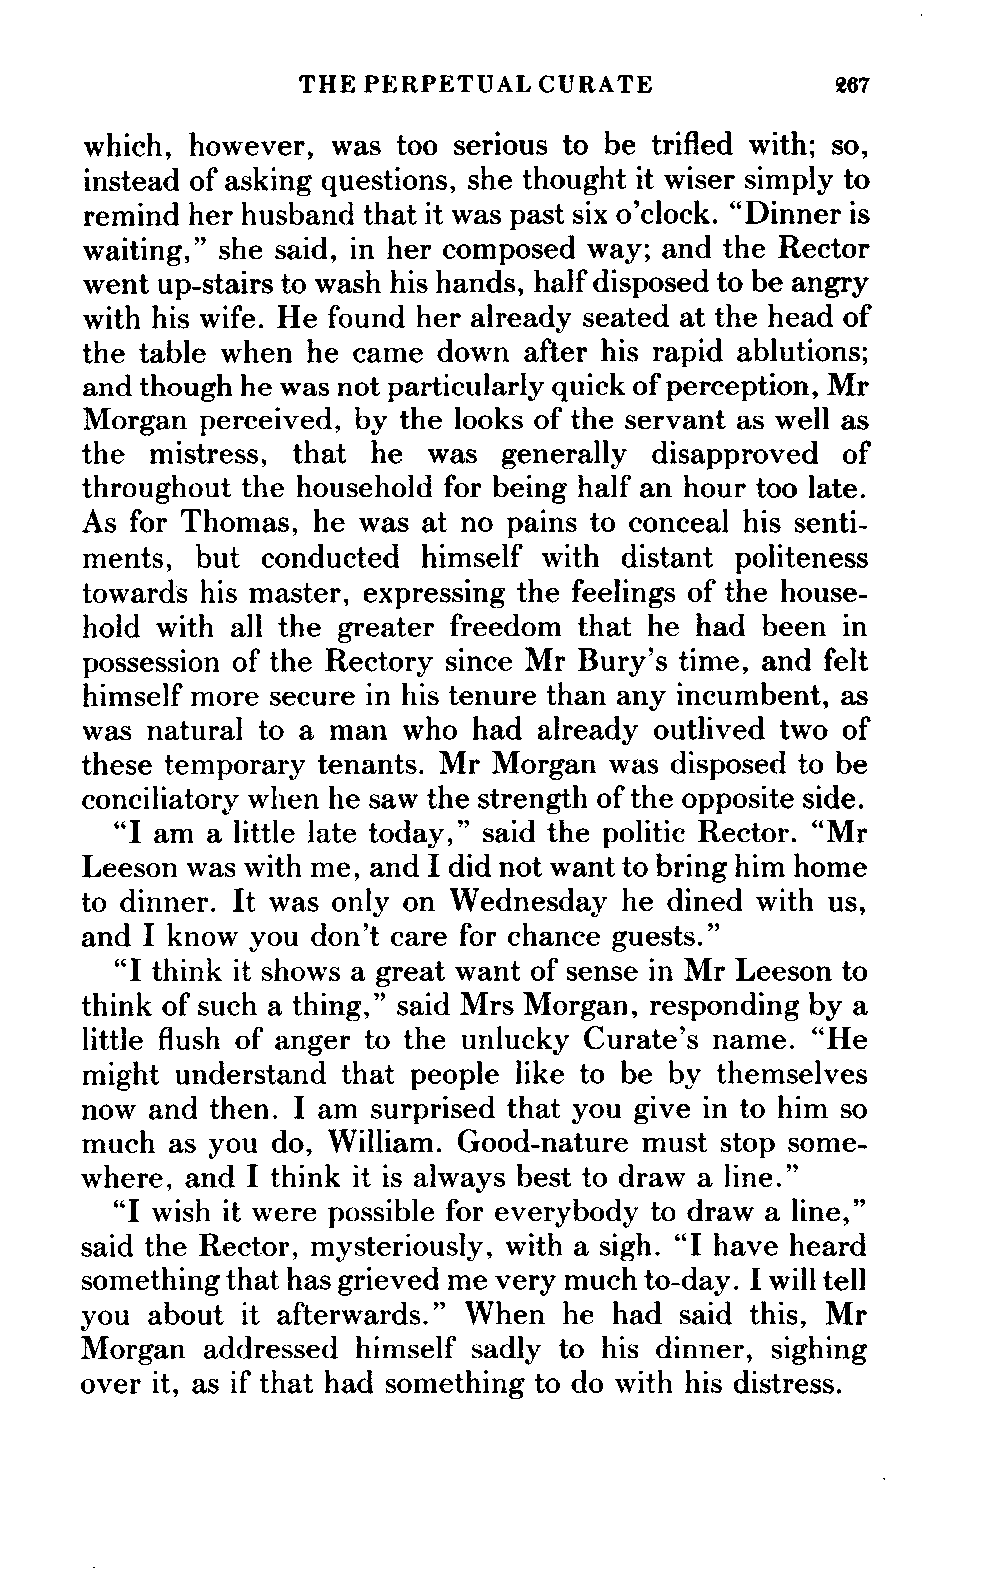 THE PERPETUAL CURATE 267
which, however, was too serious to be trifled with; so,
instead of asking questions, she thought it wiser simply to
remind her husband that it was past six o'clock. “Dinner is
waiting,” she said, in her composed way; and the Rector
went up-stairs to wash his hands, half disposed to be angry
with his wife. He found her already seated at the head of
the table when he came down after his rapid ablutions;
and though he was not particularly quick of perception, Mr
Morgan perceived, by the looks of the servant as well as
the mistress, that he was generally disapproved of
throughout the household for being half an hour too late.
As for Thomas, he was at no pains to conceal his senti-
ments, but conducted himself with distant politeness
towards his master, expressing the feelings of the house-
hold with all the greater freedom that he had been in
possession of the Rectory since Mr Bury's time, and felt
himself more secure in his tenure than any incumbent, as
was natural to a man who had already outlived two of
these temporary tenants. Mr Morgan was disposed to be
conciliatory when he saw the strength of the opposite side.
“I am a little late today,” said the politic Rector. “Mr
Leeson was with me, and I did not want to bring him home
to dinner. It was only on Wednesday he dined with us,
and I know you don't care for chance guests.”
“I think it shows a great want of sense in Mr Leeson to
think of such a thing,” said Mrs Morgan, responding by a
little flush of anger to the unlucky Curate's name. “He
might understand that people like to be by themselves
now and then. I am surprised that you give in to him so
much as you do, William. Good-nature must stop some-
where, and I think it is always best to draw a line.”
“I wish it were possible for everybody to draw a line,”
said the Rector, mysteriously, with a sigh. “I have heard
something that has grieved me very much to-day. I will tell
you about it afterwards.” When he had said this, Mr
Morgan addressed himself sadly to his dinner, sighing
over it, as if that had something to do with his distress.